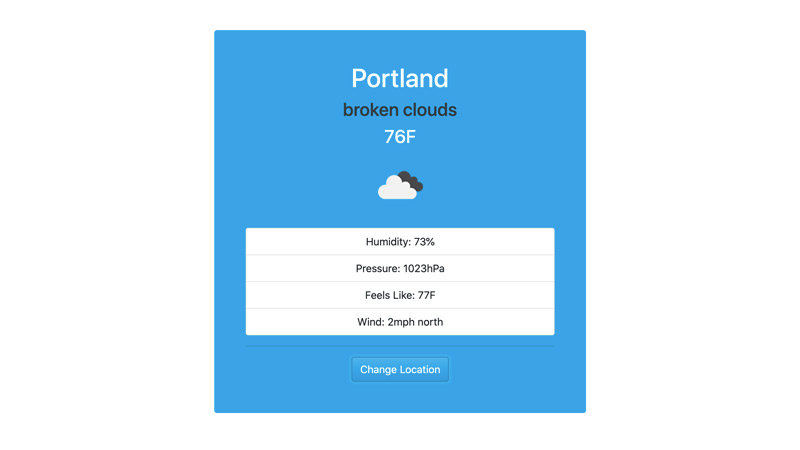 Portland
broken clouds
76F
Humidity: 73%
Pressure: 1023hPa
Feels Like: 77F
Wind: 2mph north
Change Location